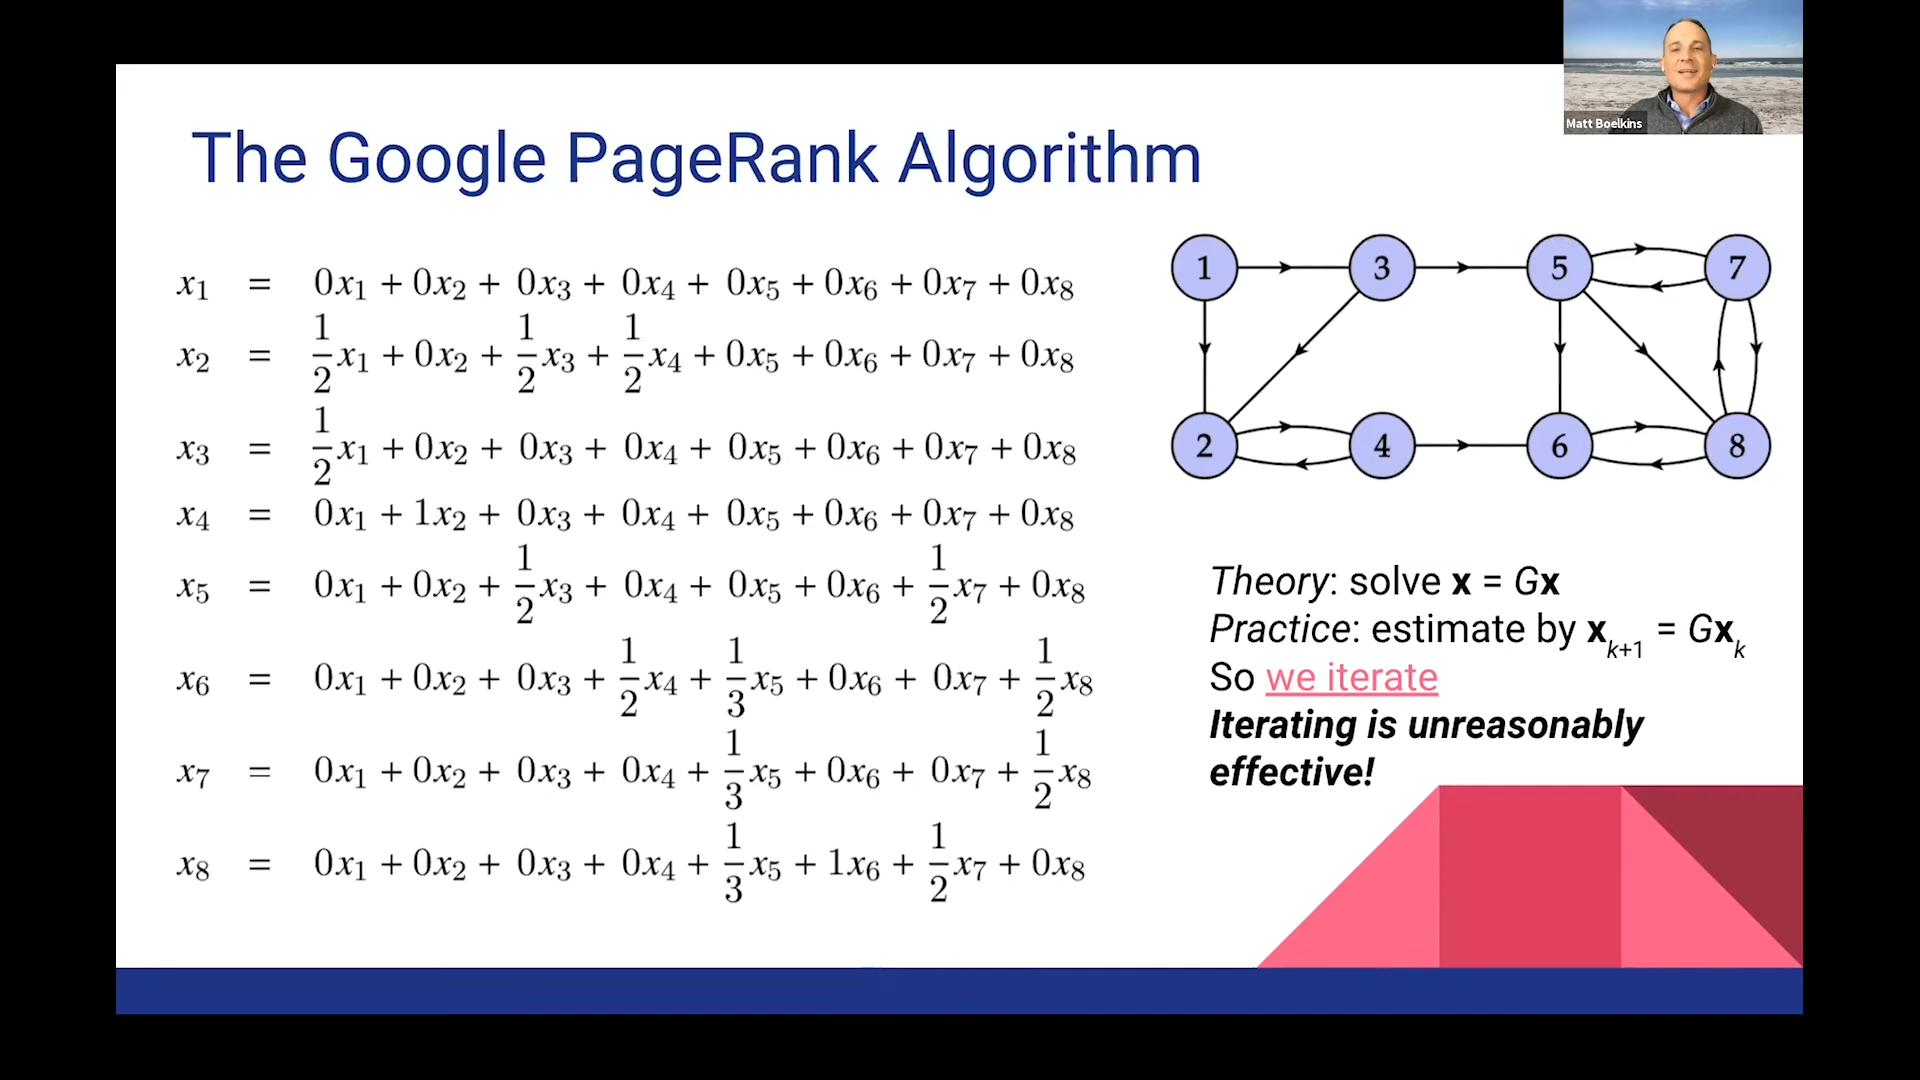 Matt Boelkins
The Google PageRank Algorithm
x₁ = 0x₁ + 0x₂ + 0x₃ + 0x₄ + 0x₅ + 0x₆ + 0x₇ + 0x₈
x₂ = 1/2 x₁ + 0x₂ + 1/2 x₃ + 1/2 x₄ + 0x₅ + 0x₆ + 0x₇ + 0x₈
x₃ = 1/2 x₁ + 0x₂ + 0x₃ + 0x₄ + 0x₅ + 0x₆ + 0x₇ + 0x₈
x₄ = 0x₁ + 1x₂ + 0x₃ + 0x₄ + 0x₅ + 0x₆ + 0x₇ + 0x₈
x₅ = 0x₁ + 0x₂ + 1/2 x₃ + 0x₄ + 0x₅ + 0x₆ + 1/2 x₇ + 0x₈
x₆ = 0x₁ + 0x₂ + 0x₃ + 1/2 x₄ + 1/3 x₅ + 0x₆ + 0x₇ + 1/2 x₈
x₇ = 0x₁ + 0x₂ + 0x₃ + 0x₄ + 1/3 x₅ + 0x₆ + 0x₇ + 1/2 x₈
x₈ = 0x₁ + 0x₂ + 0x₃ + 0x₄ + 1/3 x₅ + 1x₆ + 1/2 x₇ + 0x₈
1 3 5 7
2 4 6 8
Theory: solve x = Gx
Practice: estimate by xₖ₊₁ = Gxₖ
So we iterate
Iterating is unreasonably
effective!